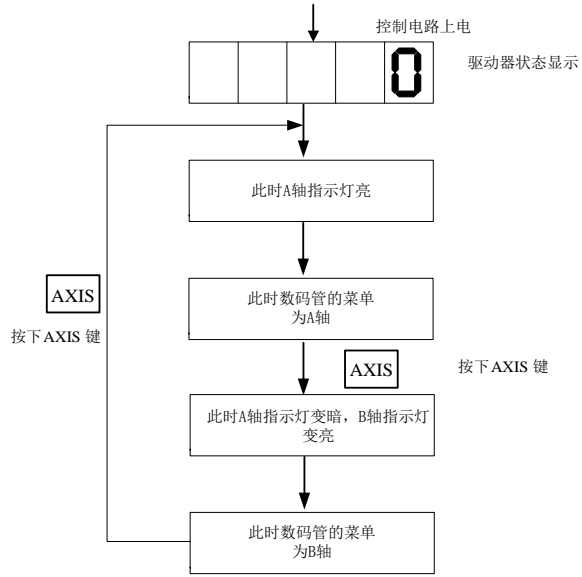 控制电路上电
0
驱动器状态显示
此时A轴指示灯亮
此时数码管的菜单
为A轴
AXIS
按下AXIS 键
AXIS
按下AXIS 键
此时A轴指示灯变暗，B轴指示灯
变亮
此时数码管的菜单
为B轴